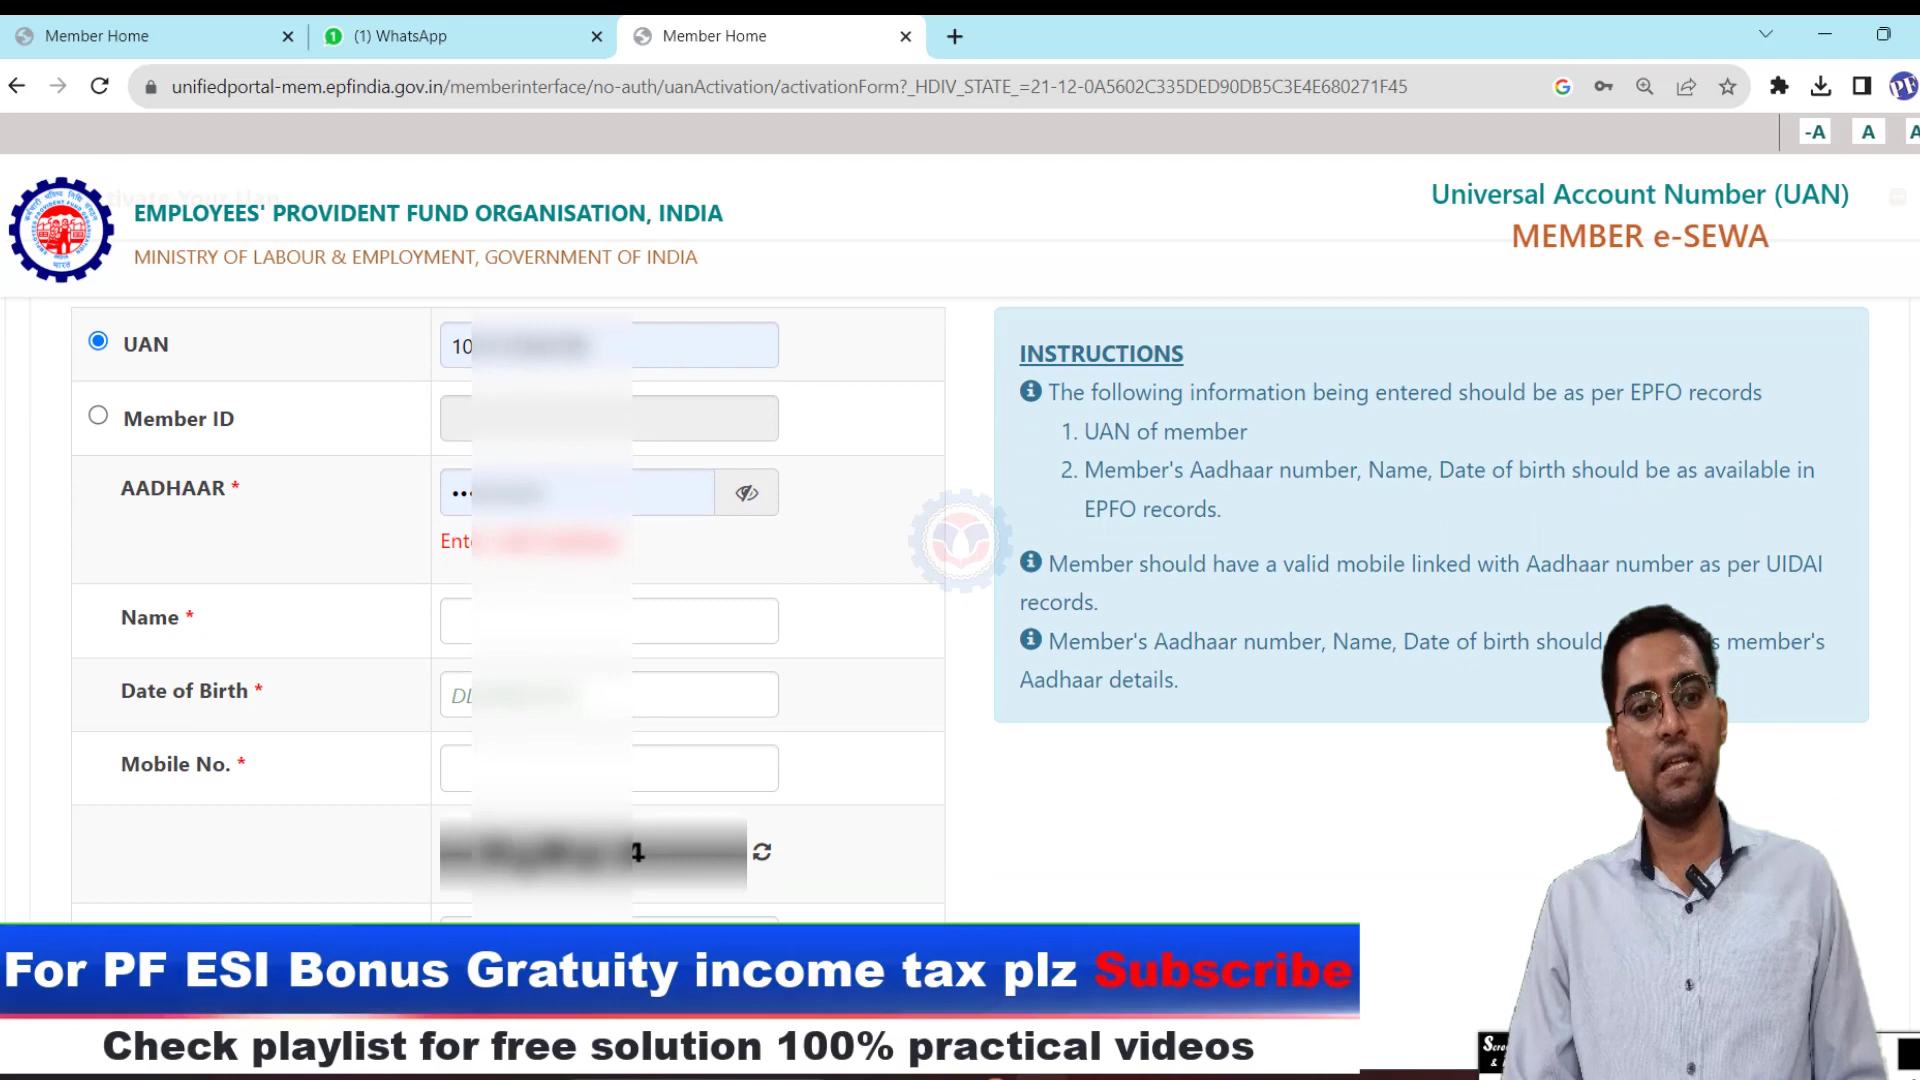 Member Home
(1) WhatsApp
Member Home
unifiedportal-mem.epfindia.gov.in/memberinterface/no-auth/uanActivation/activationForm?_HDIV_STATE_=21-12-0A5602C335DED90DB5C3E4E680271F45
PF
-A A A
EMPLOYEES' PROVIDENT FUND ORGANISATION, INDIA
MINISTRY OF LABOUR & EMPLOYMENT, GOVERNMENT OF INDIA
Universal Account Number (UAN)
MEMBER e-SEWA
UAN
10
Member ID
AADHAAR *
Name *
Date of Birth *
Mobile No. *
4
INSTRUCTIONS
The following information being entered should be as per EPFO records
1. UAN of member
2. Member's Aadhaar number, Name, Date of birth should be as available in
EPFO records.
Member should have a valid mobile linked with Aadhaar number as per UIDAI
records.
Member's Aadhaar number, Name, Date of birth should member's
Aadhaar details.
For PF ESI Bonus Gratuity income tax plz Subscribe
Check playlist for free solution 100% practical videos